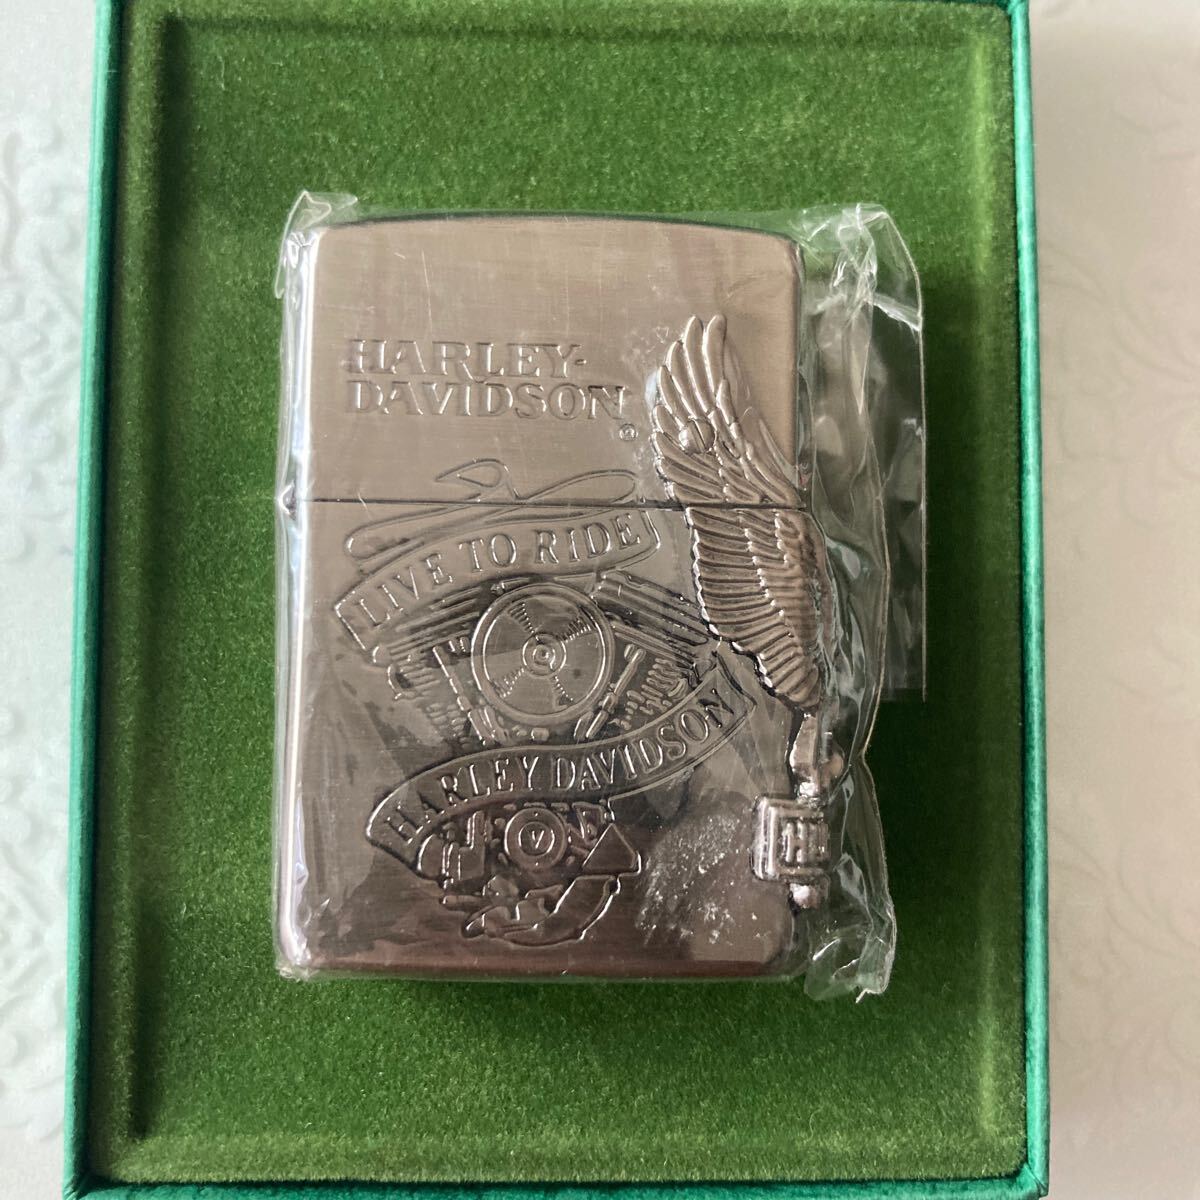 HARLEY-
DAVIDSON
®
LIVE TO RIDE
HARLEY DAVIDSON
V